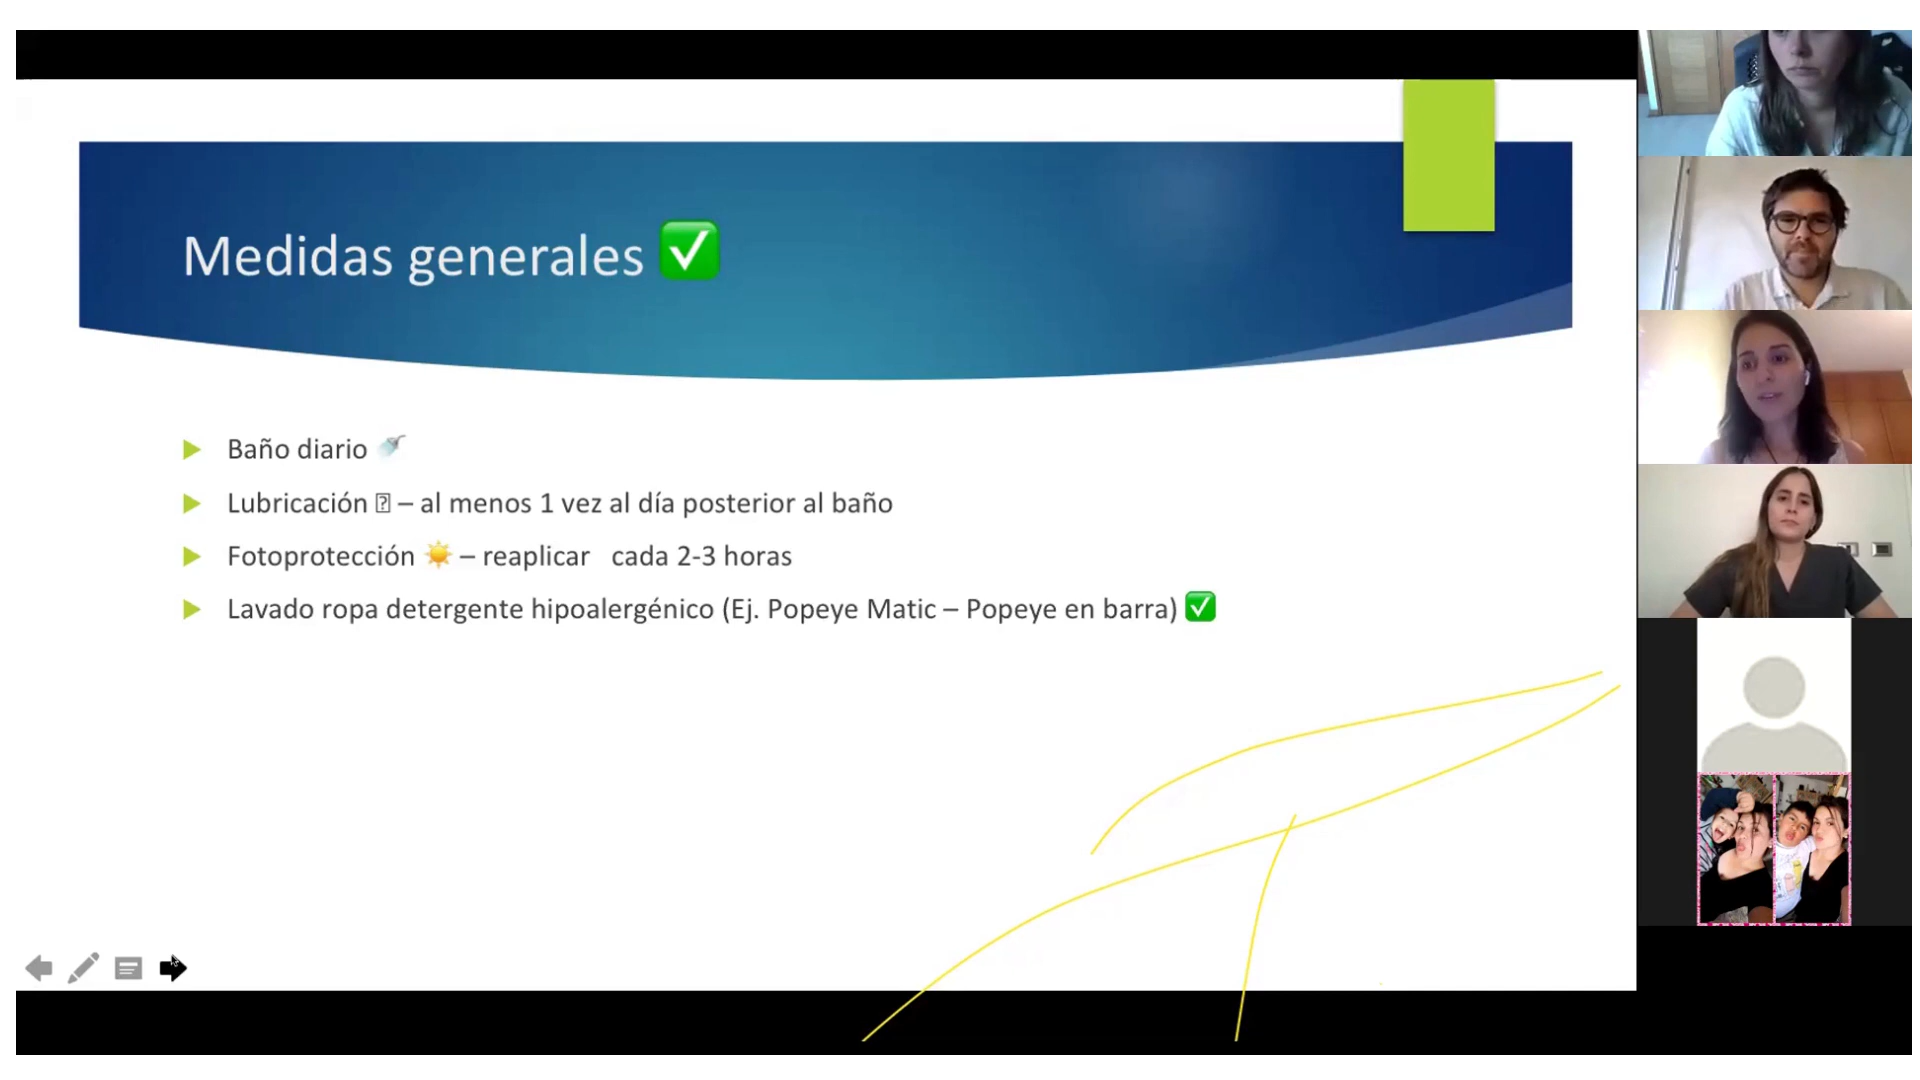 Medidas generales ✅
Baño diario 🚿
Lubricación ⍰ – al menos 1 vez al día posterior al baño
Fotoprotección ☀️ – reaplicar   cada 2-3 horas
Lavado ropa detergente hipoalergénico (Ej. Popeye Matic – Popeye en barra) ✅